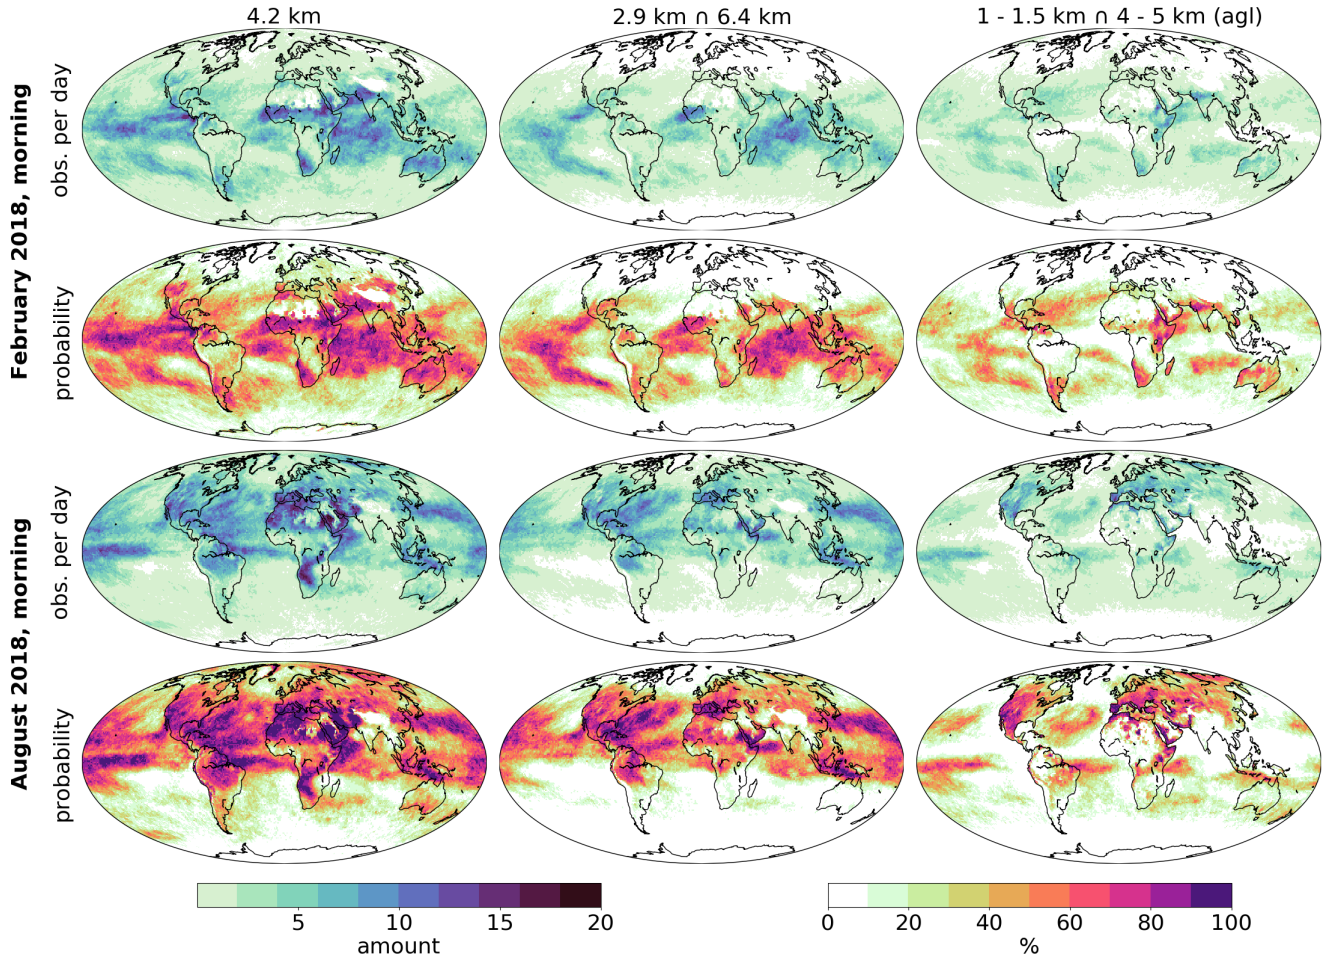 4.2 km
2.9 km ∩ 6.4 km
1 - 1.5 km ∩ 4 - 5 km (agl)
February 2018, morning
obs. per day
probability
August 2018, morning
obs. per day
probability
5 10 15 20
amount
0 20 40 60 80 100
%